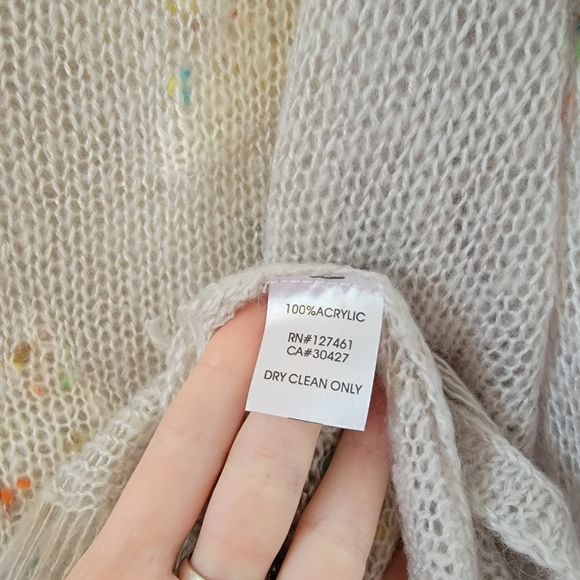 100%ACRYLIC
RN#127461
CA#30427
DRY CLEAN ONLY